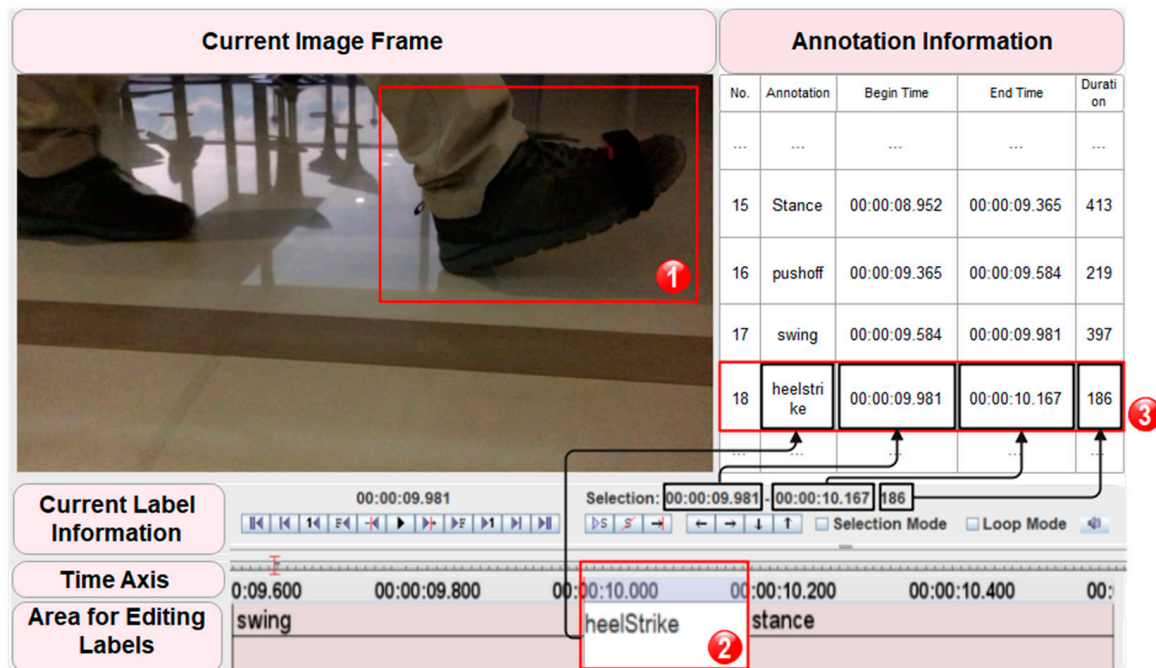 Current Image Frame
Annotation Information
No. Annotation Begin Time End Time Durati
on
... ... ... ... ...
15 Stance 00:00:08.952 00:00:09.365 413
16 pushoff 00:00:09.365 00:00:09.584 219
17 swing 00:00:09.584 00:00:09.981 397
18 heelstri
ke 00:00:09.981 00:00:10.167 186
... ... ... ... ...
1
3
Current Label
Information
00:00:09.981
Selection: 00:00:09.981 - 00:00:10.167 186
1 F F 1 S S Selection Mode Loop Mode
Time Axis
0:09.600 00:00:09.800 00:00:10.000 00:00:10.200 00:00:10.400 00:
Area for Editing
Labels
swing heelStrike stance
2